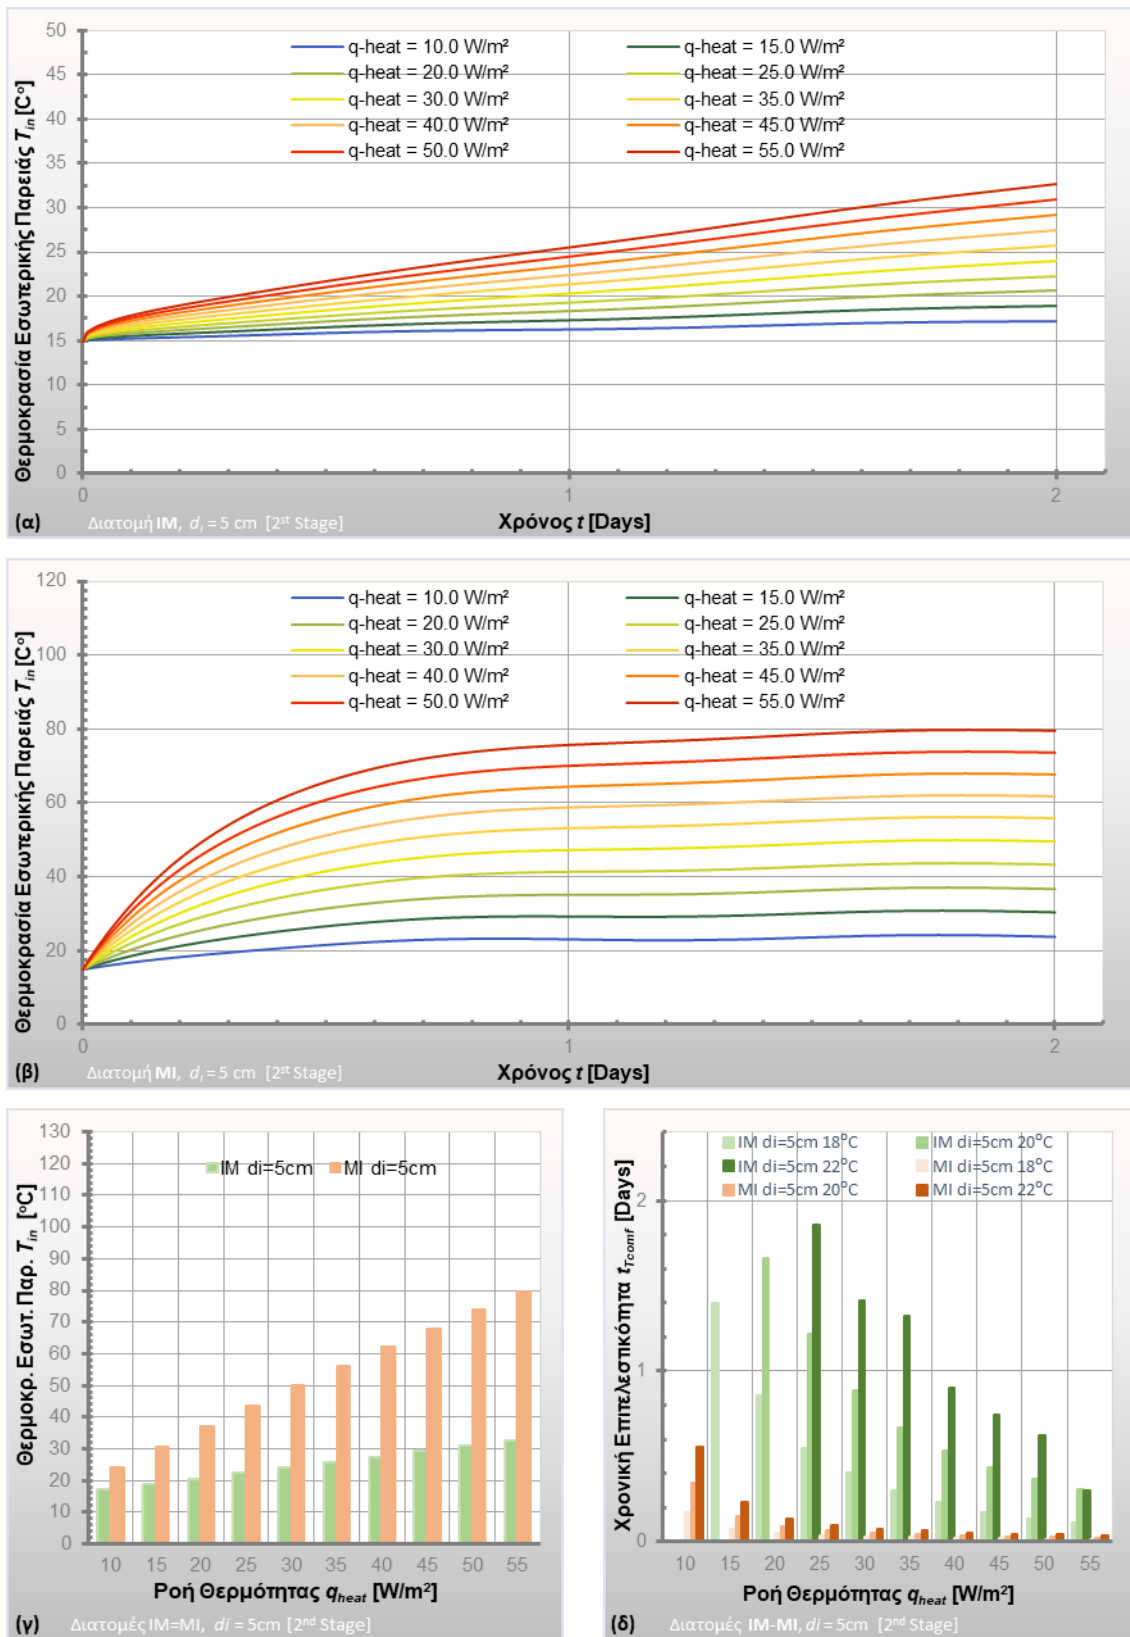 Θερμοκρασία Εσωτερικής Παρειάς T_in [C°]
50
45
40
35
30
25
20
15
10
5
0
q-heat = 10.0 W/m² q-heat = 15.0 W/m²
q-heat = 20.0 W/m² q-heat = 25.0 W/m²
q-heat = 30.0 W/m² q-heat = 35.0 W/m²
q-heat = 40.0 W/m² q-heat = 45.0 W/m²
q-heat = 50.0 W/m² q-heat = 55.0 W/m²
0 1 2
(α) Διατομή IM, d_i = 5 cm [2st Stage] Χρόνος t [Days]
Θερμοκρασία Εσωτερικής Παρειάς T_in [C°]
120
100
80
60
40
20
0
q-heat = 10.0 W/m² q-heat = 15.0 W/m²
q-heat = 20.0 W/m² q-heat = 25.0 W/m²
q-heat = 30.0 W/m² q-heat = 35.0 W/m²
q-heat = 40.0 W/m² q-heat = 45.0 W/m²
q-heat = 50.0 W/m² q-heat = 55.0 W/m²
0 1 2
(β) Διατομή MI, d_i = 5 cm [2st Stage] Χρόνος t [Days]
Θερμοκρ. Εσωτ. Παρ. T_in [°C]
130
120
110
100
90
80
70
60
50
40
30
20
10
0
IM di=5cm MI di=5cm
10 15 20 25 30 35 40 45 50 55
Ροή Θερμότητας q_heat [W/m²]
(γ) Διατομές IM=MI, di = 5cm [2nd Stage]
Χρονική Επιτελεστικότητα t_Tcomf [Days]
2
1
0
IM di=5cm 18°C IM di=5cm 20°C
IM di=5cm 22°C MI di=5cm 18°C
MI di=5cm 20°C MI di=5cm 22°C
10 15 20 25 30 35 40 45 50 55
Ροή Θερμότητας q_heat [W/m²]
(δ) Διατομές IM-MI, di = 5cm [2nd Stage]